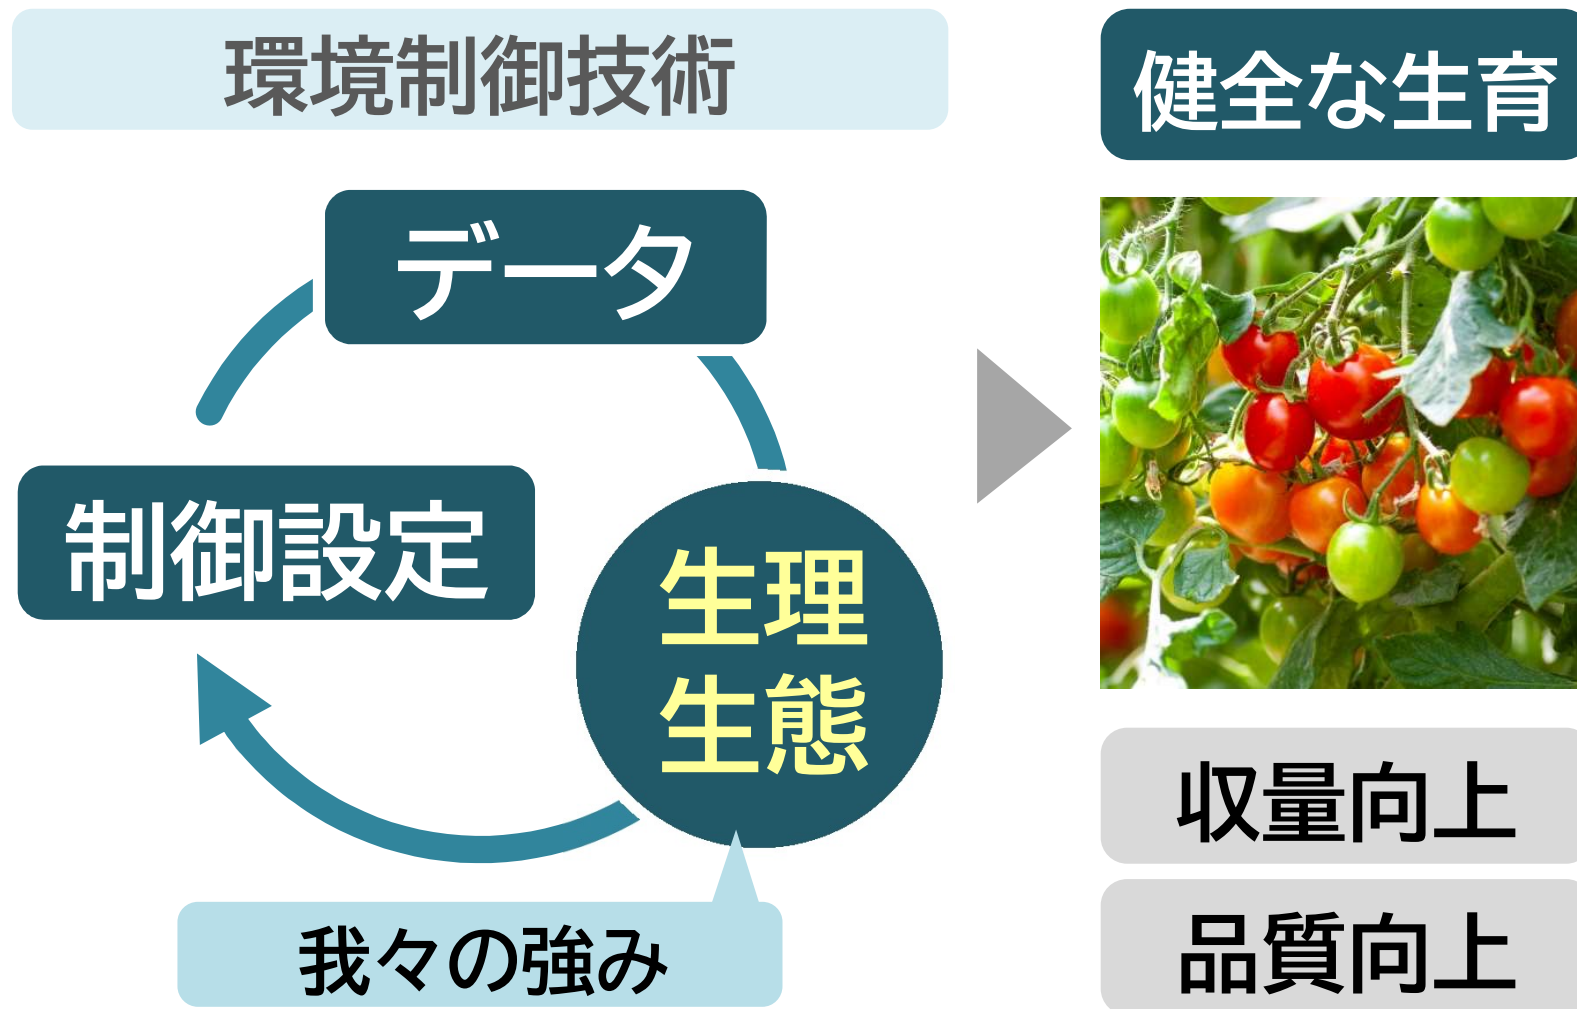 環境制御技術
データ
制御設定
生理
生態
我々の強み
健全な生育
収量向上
品質向上